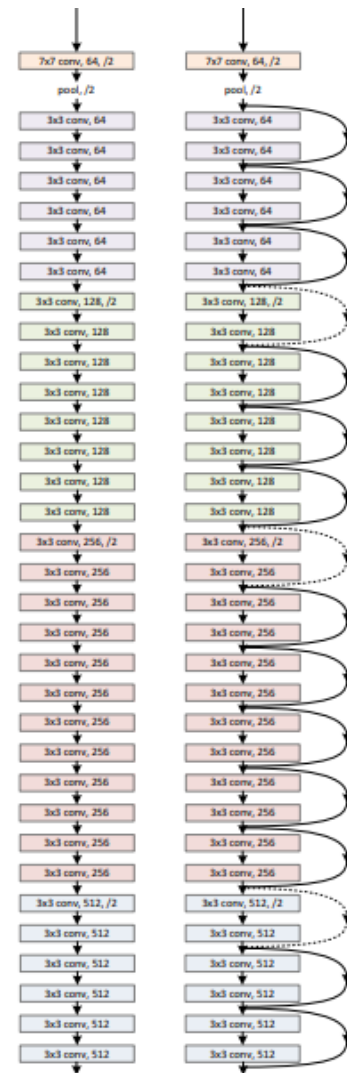 7x7 conv, 64, /2
pool, /2
3x3 conv, 64
3x3 conv, 64
3x3 conv, 64
3x3 conv, 64
3x3 conv, 64
3x3 conv, 64
3x3 conv, 128, /2
3x3 conv, 128
3x3 conv, 128
3x3 conv, 128
3x3 conv, 128
3x3 conv, 128
3x3 conv, 128
3x3 conv, 128
3x3 conv, 256, /2
3x3 conv, 256
3x3 conv, 256
3x3 conv, 256
3x3 conv, 256
3x3 conv, 256
3x3 conv, 256
3x3 conv, 256
3x3 conv, 256
3x3 conv, 256
3x3 conv, 256
3x3 conv, 256
3x3 conv, 512, /2
3x3 conv, 512
3x3 conv, 512
3x3 conv, 512
3x3 conv, 512
3x3 conv, 512
7x7 conv, 64, /2
pool, /2
3x3 conv, 64
3x3 conv, 64
3x3 conv, 64
3x3 conv, 64
3x3 conv, 64
3x3 conv, 64
3x3 conv, 128, /2
3x3 conv, 128
3x3 conv, 128
3x3 conv, 128
3x3 conv, 128
3x3 conv, 128
3x3 conv, 128
3x3 conv, 128
3x3 conv, 256, /2
3x3 conv, 256
3x3 conv, 256
3x3 conv, 256
3x3 conv, 256
3x3 conv, 256
3x3 conv, 256
3x3 conv, 256
3x3 conv, 256
3x3 conv, 256
3x3 conv, 256
3x3 conv, 256
3x3 conv, 512, /2
3x3 conv, 512
3x3 conv, 512
3x3 conv, 512
3x3 conv, 512
3x3 conv, 512